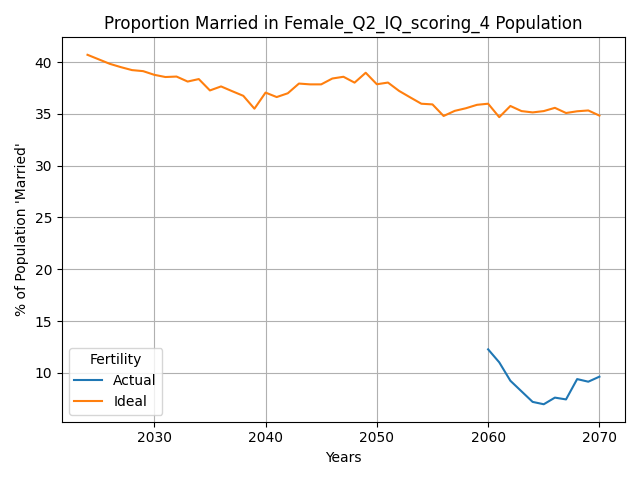 Proportion Married in Female_Q2_IQ_scoring_4 Population
% of Population 'Married'
40
35
30
25
20
15
10
Fertility
Actual
Ideal
2030 2040 2050 2060 2070
Years